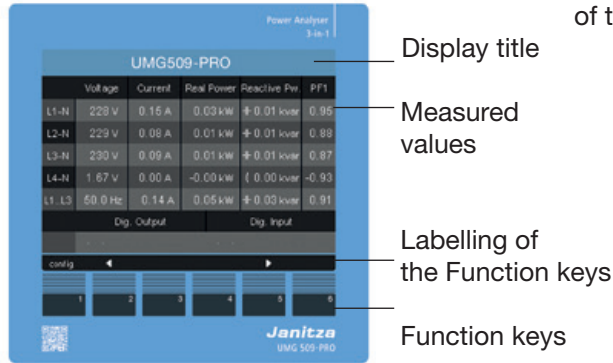 of t
Power Analyser
3-in-1
UMG509-PRO
Voltage Current Real Power Reactive Pw. PF1
L1-N 228 V 0.15 A 0.03 kW ╪ 0.01 kvar 0.95
L2-N 229 V 0.08 A 0.01 kW ╪ 0.01 kvar 0.88
L3-N 230 V 0.09 A 0.01 kW ╪ 0.01 kvar 0.87
L4-N 1.67 V 0.00 A -0.00 kW ( 0.00 kvar -0.93
L1..L3 50.0 Hz 0.14 A 0.05 kW ╪ 0.03 kvar 0.91
Dig. Output Dig. Input
config ◀ ▶
1 2 3 4 5 6
Janitza
UMG 509-PRO
Display title
Measured
values
Labelling of
the Function keys
Function keys